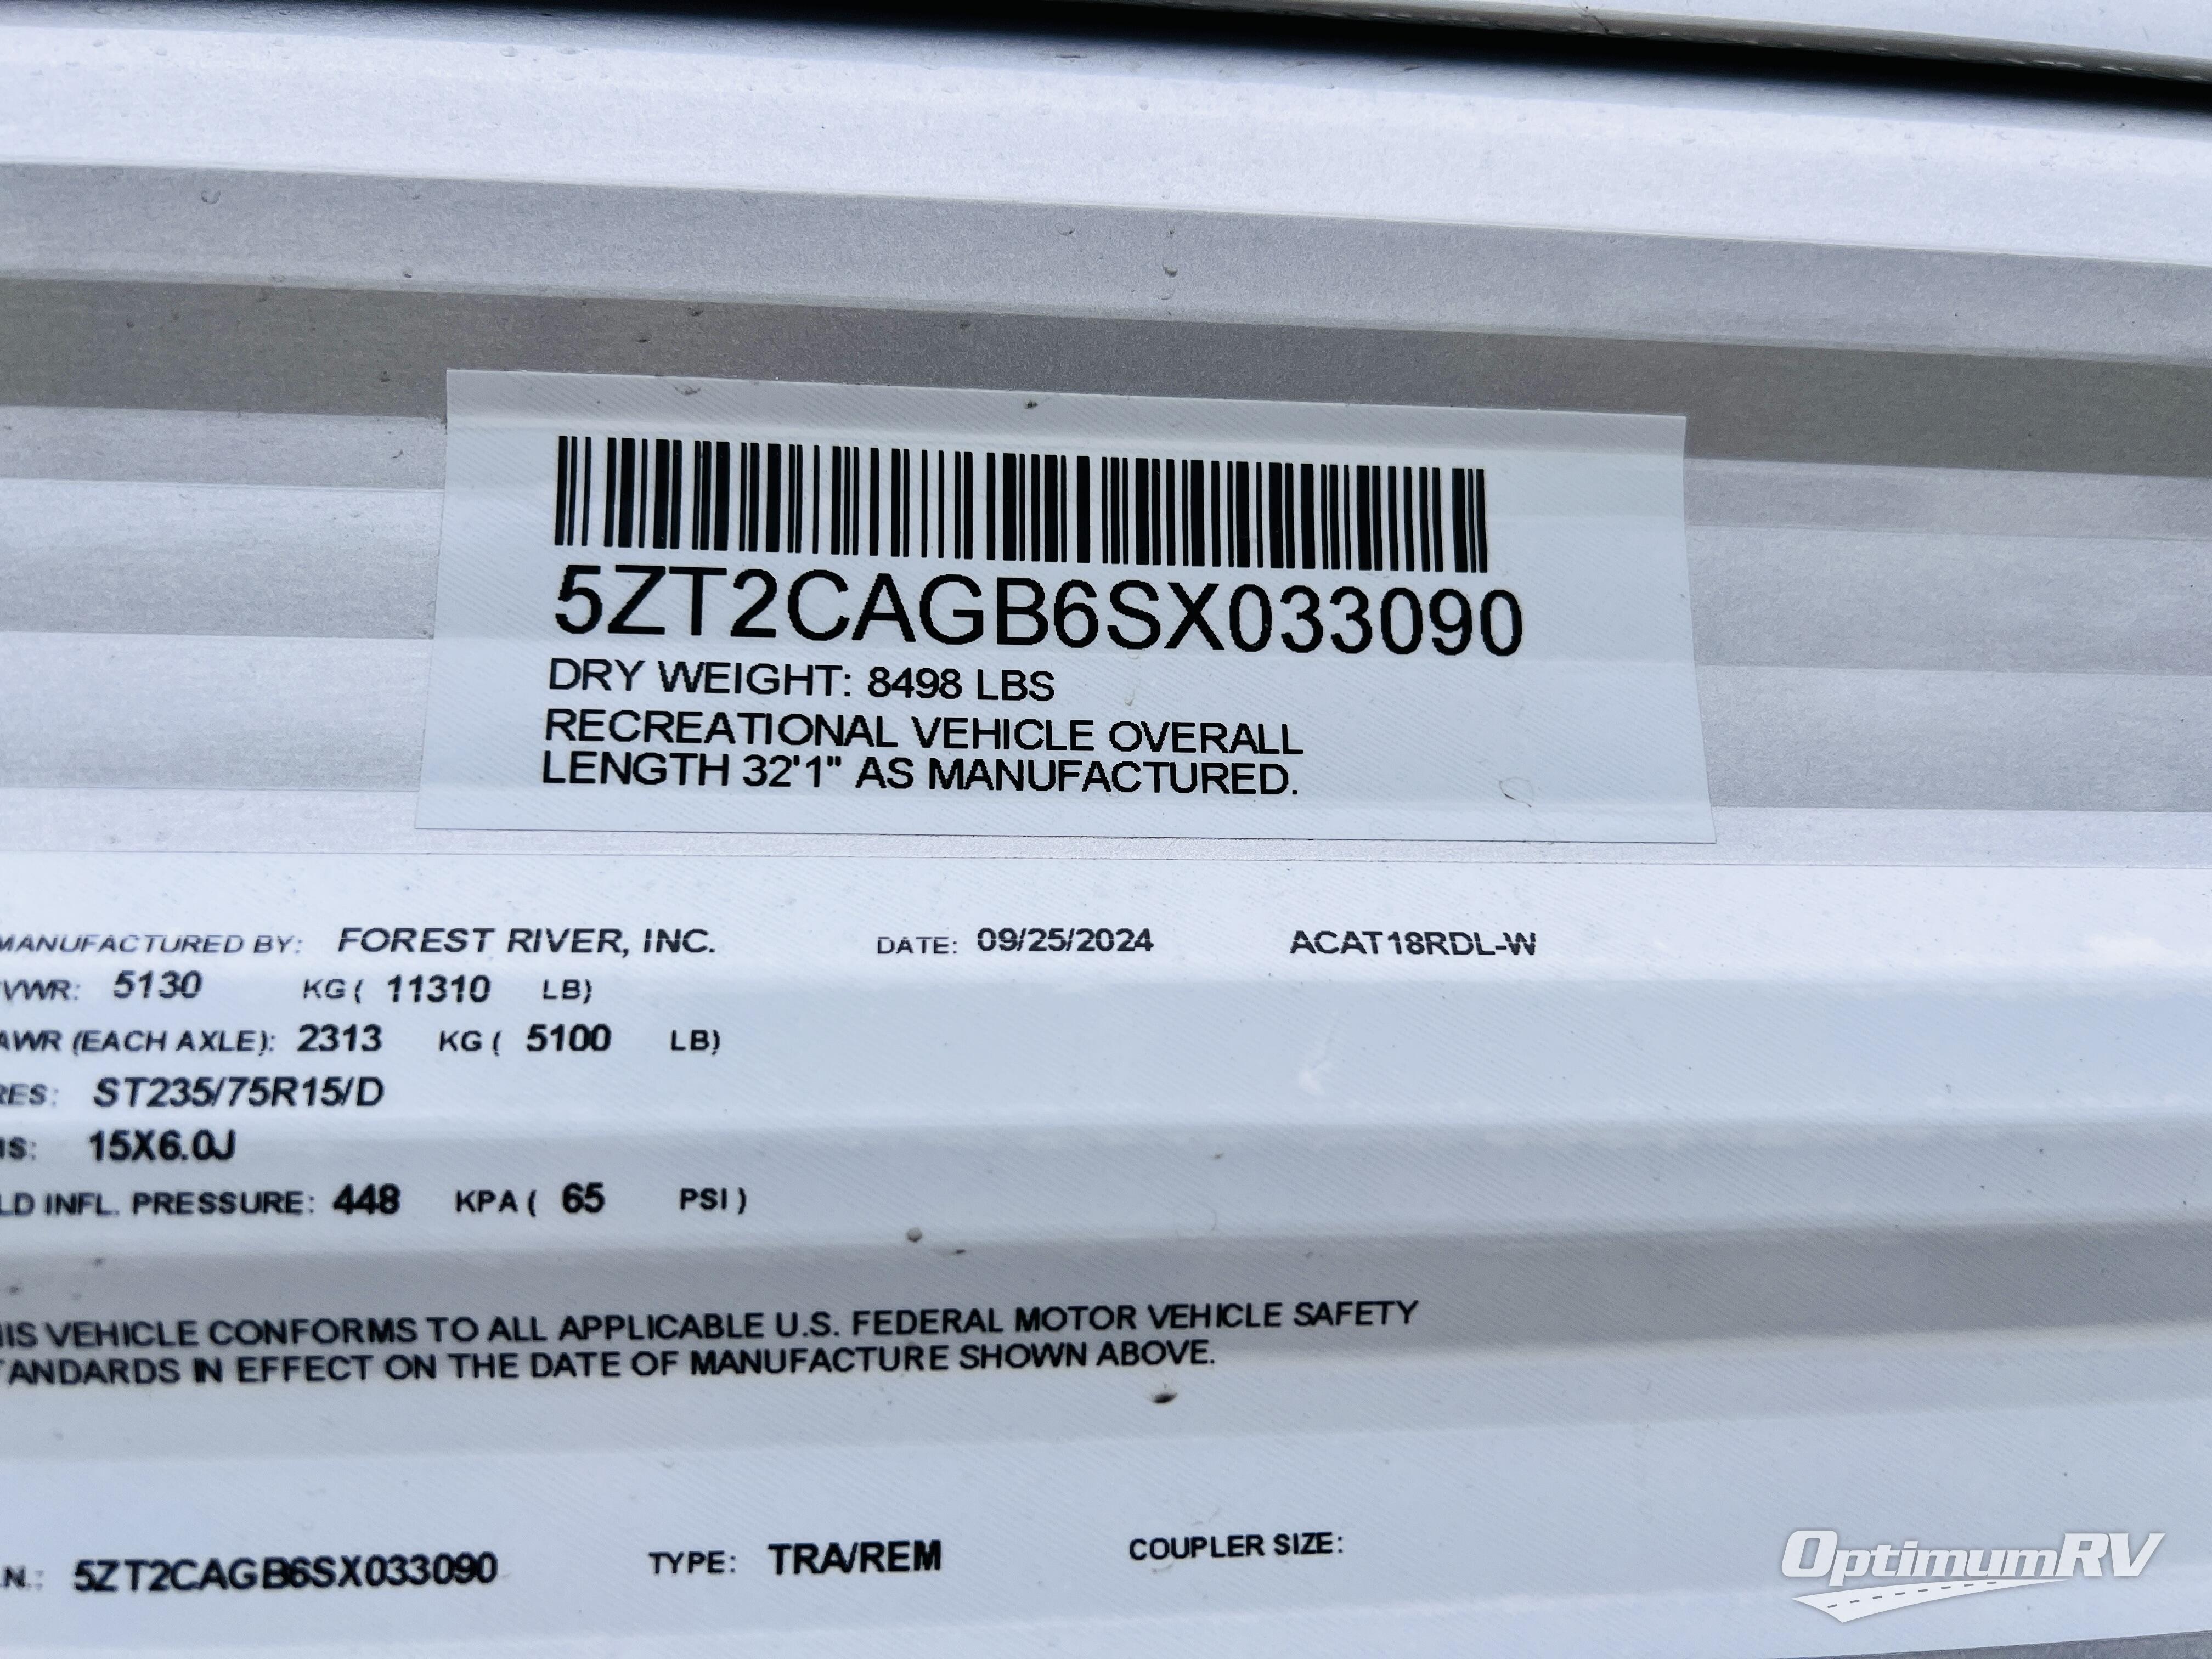 5ZT2CAGB6SX033090
DRY WEIGHT: 8498 LBS
RECREATIONAL VEHICLE OVERALL
LENGTH 32'1" AS MANUFACTURED.
MANUFACTURED BY: FOREST RIVER, INC. DATE: 09/25/2024 ACAT18RDL-W
VWR: 5130 KG ( 11310 LB)
AWR (EACH AXLE): 2313 KG ( 5100 LB)
RES: ST235/75R15/D
MS: 15X6.0J
LD INFL. PRESSURE: 448 KPA ( 65 PSI )
IS VEHICLE CONFORMS TO ALL APPLICABLE U.S. FEDERAL MOTOR VEHICLE SAFETY
TANDARDS IN EFFECT ON THE DATE OF MANUFACTURE SHOWN ABOVE.
.N.: 5ZT2CAGB6SX033090 TYPE: TRA/REM COUPLER SIZE:
OptimumRV